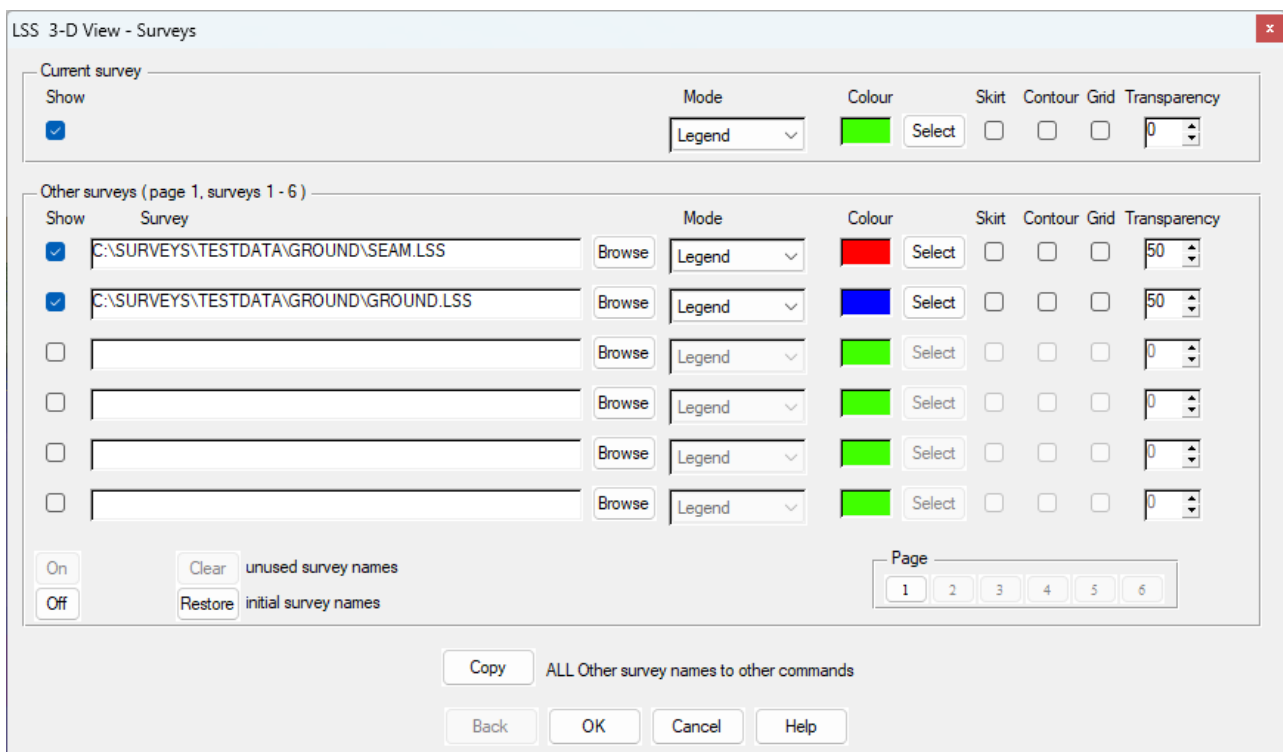 LSS 3-D View - Surveys
x
Current survey
Show Mode Colour Skirt Contour Grid Transparency
Legend Select 0
Other surveys ( page 1, surveys 1 - 6 )
Show Survey Mode Colour Skirt Contour Grid Transparency
C:\SURVEYS\TESTDATA\GROUND\SEAM.LSS Browse Legend Select 50
C:\SURVEYS\TESTDATA\GROUND\GROUND.LSS Browse Legend Select 50
Browse Legend Select 0
Browse Legend Select 0
Browse Legend Select 0
Browse Legend Select 0
On Clear unused survey names
Page
Off Restore initial survey names
1 2 3 4 5 6
Copy ALL Other survey names to other commands
Back OK Cancel Help